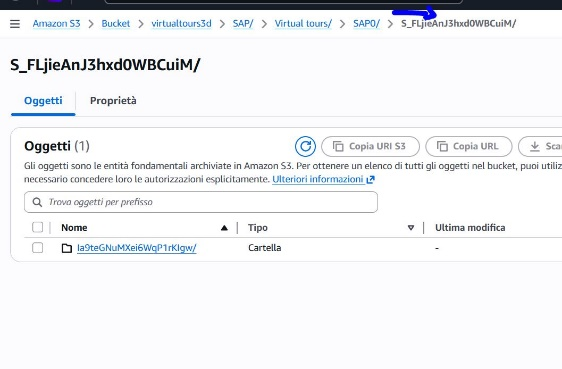 Amazon S3 > Bucket > virtualtours3d > SAP/ > Virtual tours/ > SAP0/ > S_FLjieAnJ3hxd0WBCuiM/
S_FLjieAnJ3hxd0WBCuiM/
Oggetti Proprietà
Oggetti (1) Copia URI S3 Copia URL
Gli oggetti sono le entità fondamentali archiviate in Amazon S3. Per ottenere un elenco di tutti gli oggetti nel bucket, puoi
necessario concedere loro le autorizzazioni esplicitamente. Ulteriori informazioni
Trova oggetti per prefisso
Nome Tipo Ultima modifica
Ia9teGNuMXei6WqP1rKIgw/ Cartella -